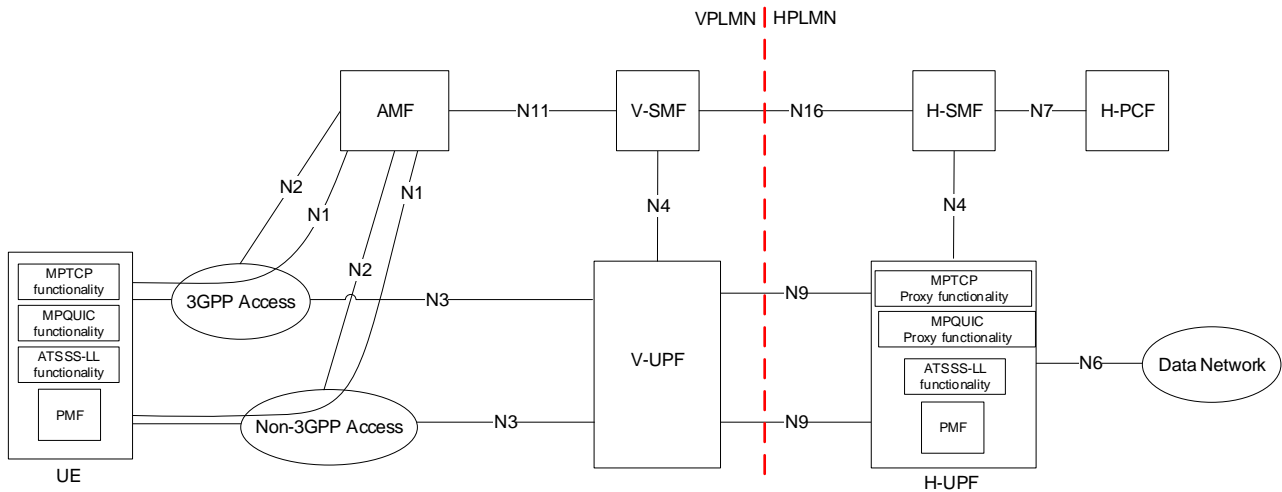 VPLMN HPLMN
AMF
N11
V-SMF
N16
H-SMF
N7
H-PCF
N2
N1
N1
N4
N4
N2
MPTCP
functionality
MPQUIC
functionality
ATSSS-LL
functionality
PMF
UE
3GPP Access
N3
Non-3GPP Access
N3
V-UPF
N9
N9
MPTCP
Proxy functionality
MPQUIC
Proxy functionality
ATSSS-LL
functionality
PMF
H-UPF
N6
Data Network